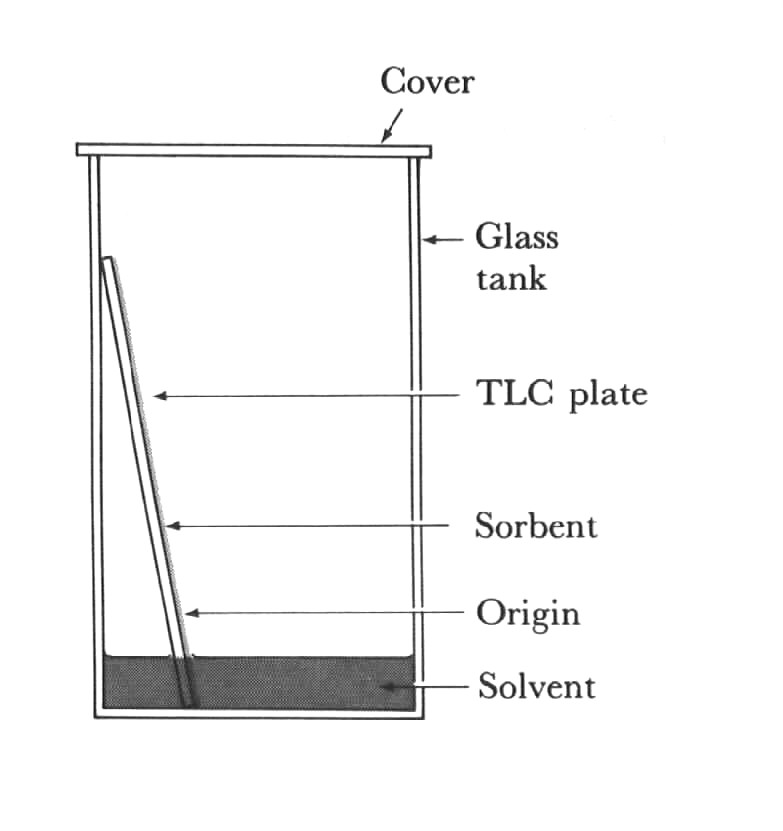 Cover
Glass
tank
TLC plate
Sorbent
Origin
Solvent